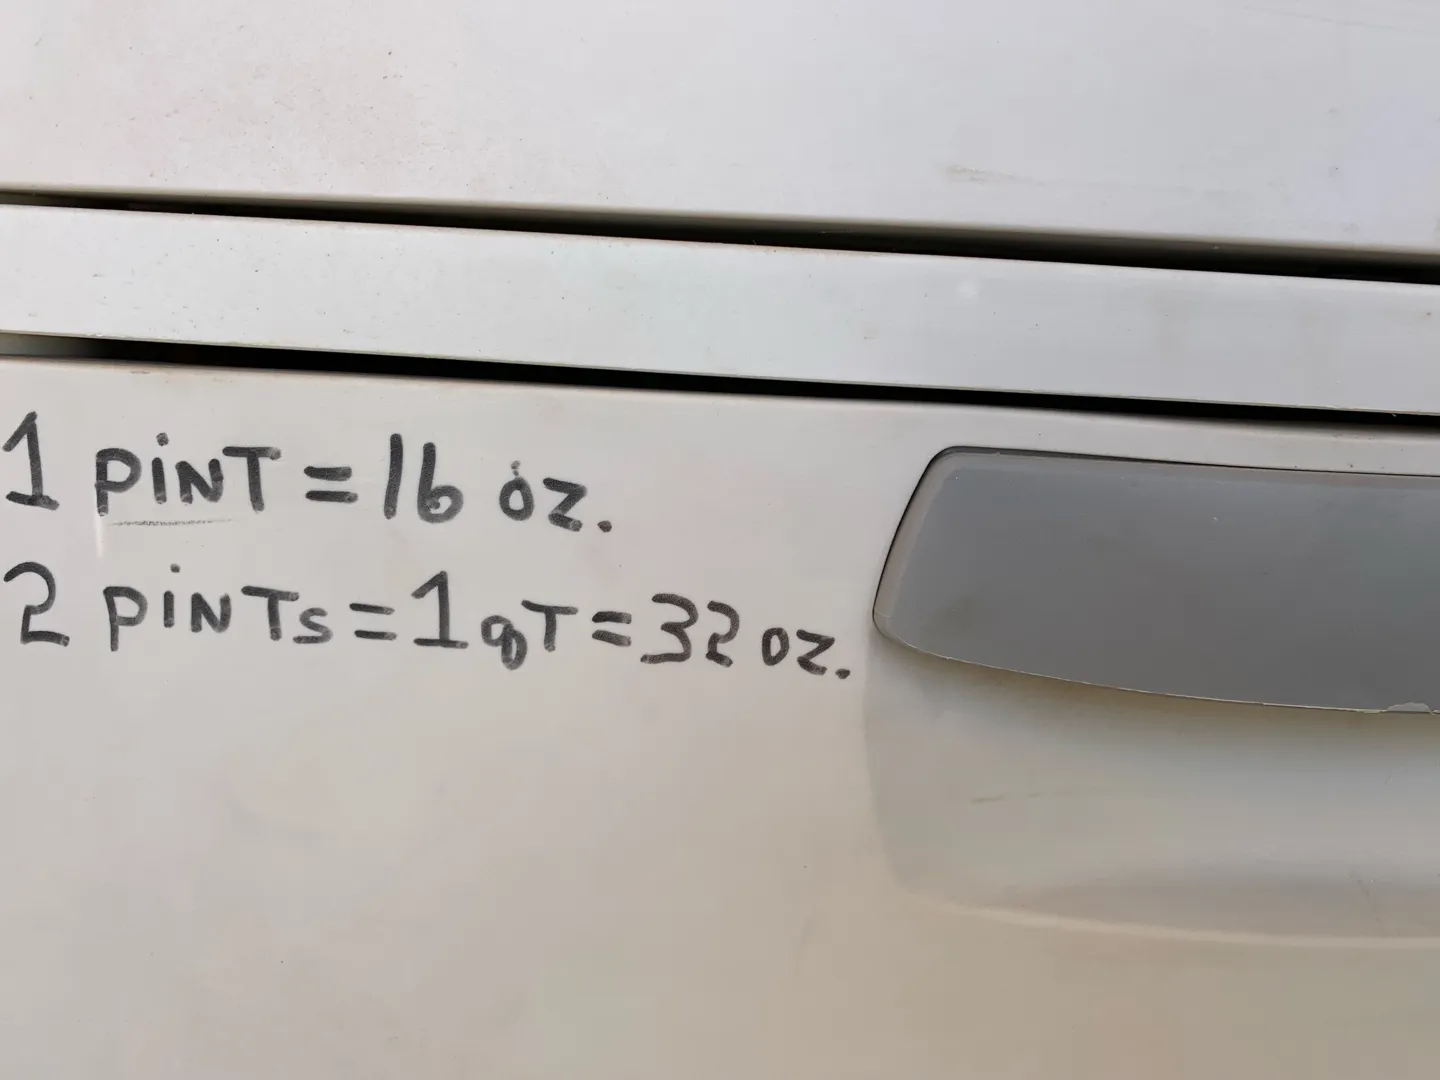 1 PiNT = 16 oz.
2 PiNTs = 1 qT = 32 oz.